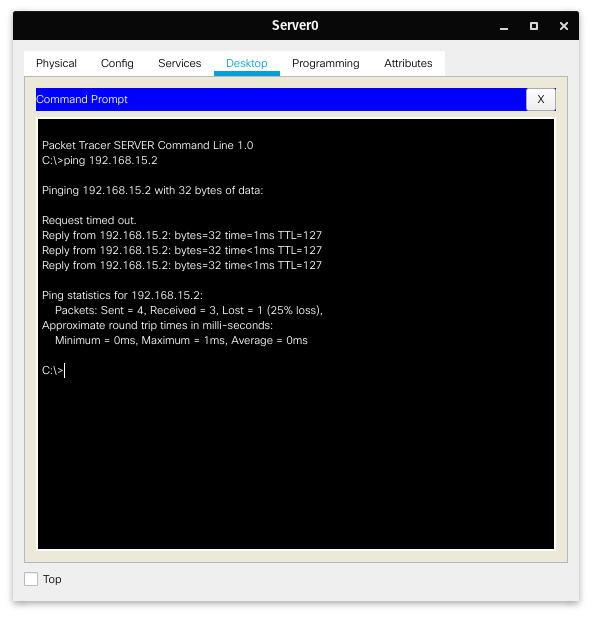 Server0
Physical Config Services Desktop Programming Attributes
Command Prompt X
Packet Tracer SERVER Command Line 1.0
C:\>ping 192.168.15.2
Pinging 192.168.15.2 with 32 bytes of data:
Request timed out.
Reply from 192.168.15.2: bytes=32 time=1ms TTL=127
Reply from 192.168.15.2: bytes=32 time<1ms TTL=127
Reply from 192.168.15.2: bytes=32 time<1ms TTL=127
Ping statistics for 192.168.15.2:
Packets: Sent = 4, Received = 3, Lost = 1 (25% loss),
Approximate round trip times in milli-seconds:
Minimum = 0ms, Maximum = 1ms, Average = 0ms
C:\>
Top